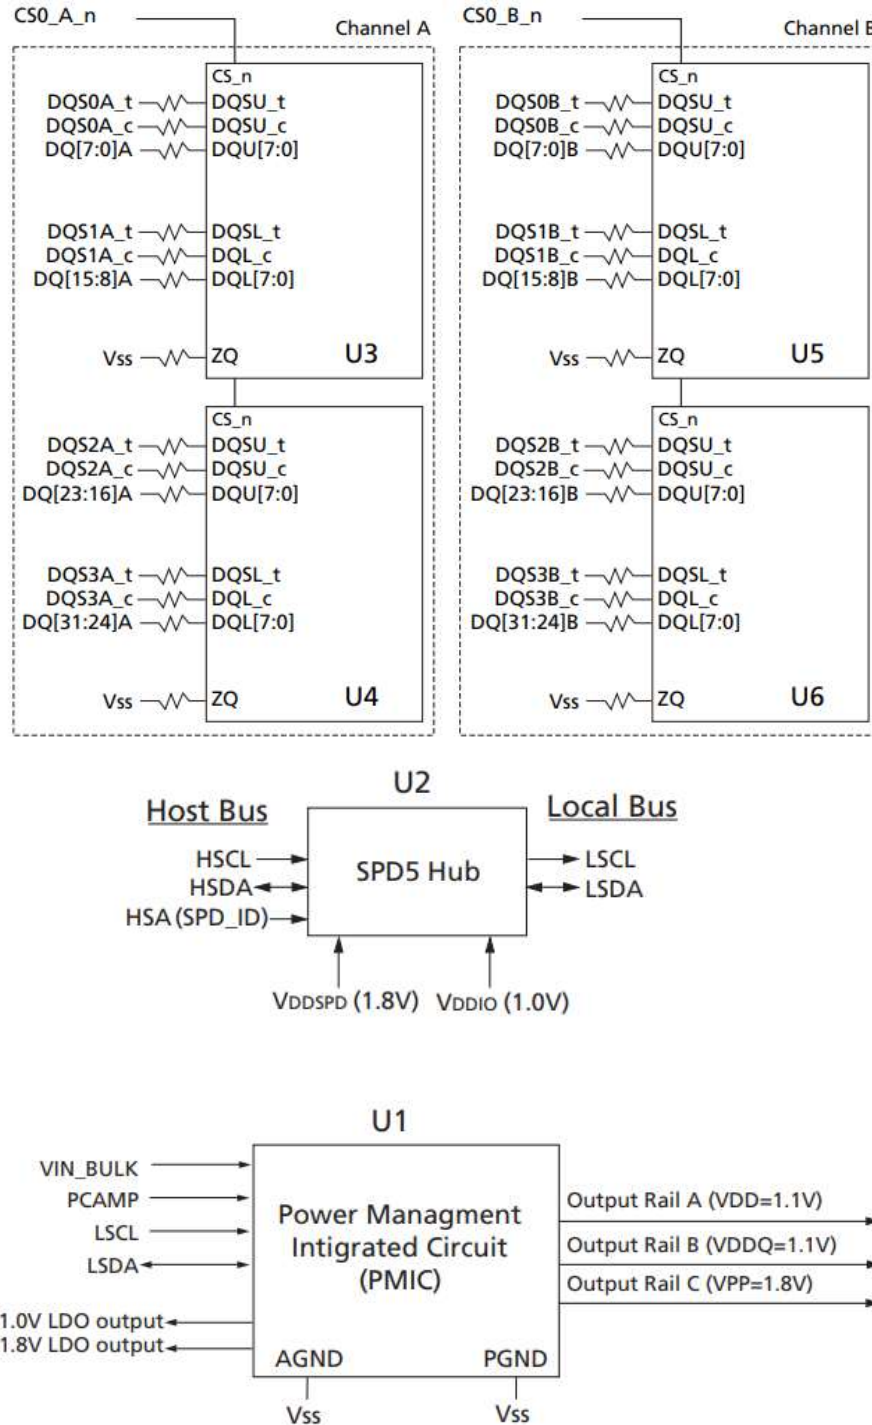 CS0_A_n
Channel A
CS_n
DQS0A_t DQSU_t
DQS0A_c DQSU_c
DQ[7:0]A DQU[7:0]
DQS1A_t DQSL_t
DQS1A_c DQL_c
DQ[15:8]A DQL[7:0]
Vss ZQ U3
CS_n
DQS2A_t DQSU_t
DQS2A_c DQSU_c
DQ[23:16]A DQU[7:0]
DQS3A_t DQSL_t
DQS3A_c DQL_c
DQ[31:24]A DQL[7:0]
Vss ZQ U4
CS0_B_n
Channel B
CS_n
DQS0B_t DQSU_t
DQS0B_c DQSU_c
DQ[7:0]B DQU[7:0]
DQS1B_t DQSL_t
DQS1B_c DQL_c
DQ[15:8]B DQL[7:0]
Vss ZQ U5
CS_n
DQS2B_t DQSU_t
DQS2B_c DQSU_c
DQ[23:16]B DQU[7:0]
DQS3B_t DQSL_t
DQS3B_c DQL_c
DQ[31:24]B DQL[7:0]
Vss ZQ U6
U2
Host Bus
Local Bus
HSCL
HSDA
HSA (SPD_ID)
SPD5 Hub
LSCL
LSDA
VDDSPD (1.8V) VDDIO (1.0V)
U1
VIN_BULK
PCAMP
LSCL
LSDA
1.0V LDO output
1.8V LDO output
Power Managment
Intigrated Circuit
(PMIC)
AGND PGND
Vss Vss
Output Rail A (VDD=1.1V)
Output Rail B (VDDQ=1.1V)
Output Rail C (VPP=1.8V)